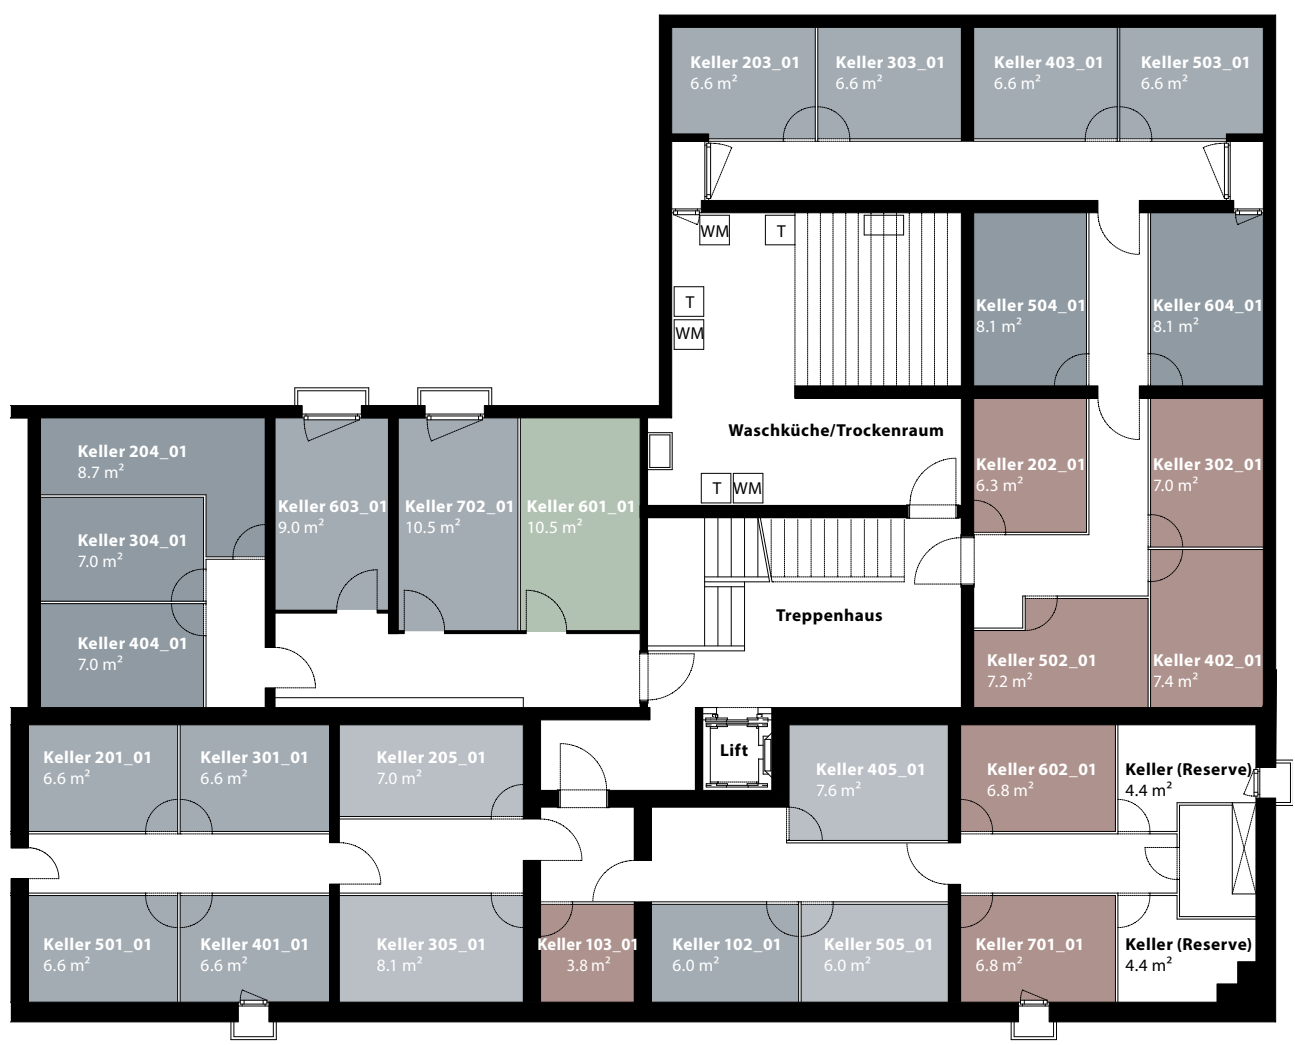 Keller 203_01
6.6 m²
Keller 303_01
6.6 m²
Keller 403_01
6.6 m²
Keller 503_01
6.6 m²
WM
T
T
WM
Keller 504_01
8.1 m²
Keller 604_01
8.1 m²
Waschküche/Trockenraum
T
WM
Keller 204_01
8.7 m²
Keller 304_01
7.0 m²
Keller 404_01
7.0 m²
Keller 603_01
9.0 m²
Keller 702_01
10.5 m²
Keller 601_01
10.5 m²
Keller 202_01
6.3 m²
Keller 302_01
7.0 m²
Treppenhaus
Keller 502_01
7.2 m²
Keller 402_01
7.4 m²
Keller 201_01
6.6 m²
Keller 301_01
6.6 m²
Keller 205_01
7.0 m²
Lift
Keller 405_01
7.6 m²
Keller 602_01
6.8 m²
Keller (Reserve)
4.4 m²
Keller 501_01
6.6 m²
Keller 401_01
6.6 m²
Keller 305_01
8.1 m²
Keller 103_01
3.8 m²
Keller 102_01
6.0 m²
Keller 505_01
6.0 m²
Keller 701_01
6.8 m²
Keller (Reserve)
4.4 m²